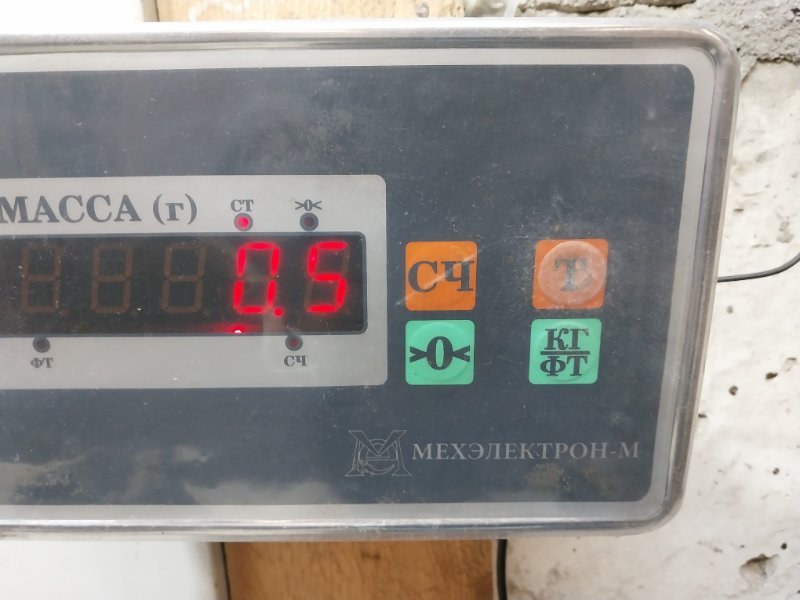 МАССА (г)
СТ
>0<
0.5
СЧ
Т
ФТ
СЧ
>0<
КГ
ФТ
МЕХЭЛЕКТРОН-М